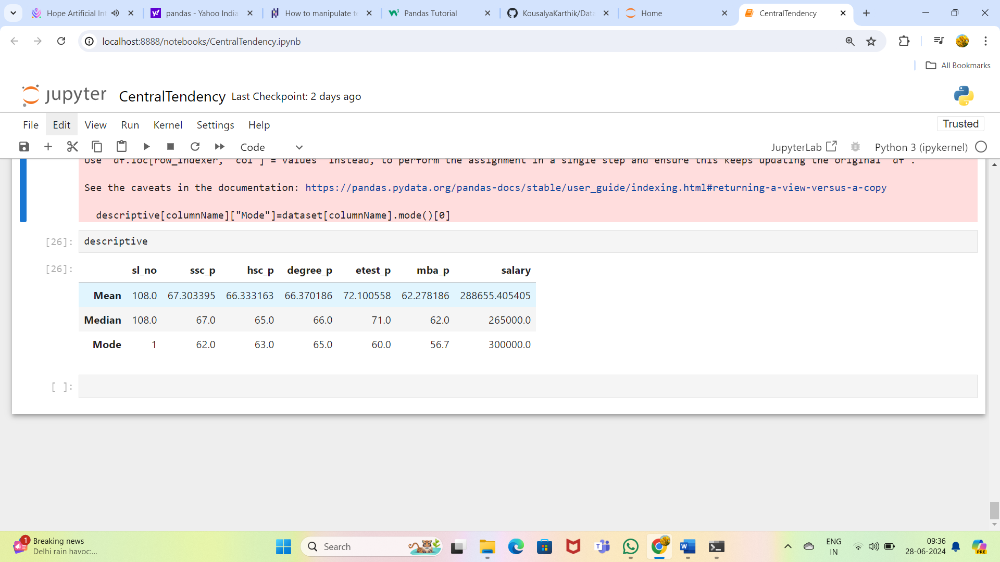 Hope Artificial Int
pandas - Yahoo India
How to manipulate te
Pandas Tutorial
KousalyaKarthik/Data
Home
CentralTendency
localhost:8888/notebooks/CentralTendency.ipynb
All Bookmarks
jupyter CentralTendency Last Checkpoint: 2 days ago
File Edit View Run Kernel Settings Help
Trusted
Code
JupyterLab Python 3 (ipykernel)
Use `df.loc[row_indexer, "col"] = values` instead, to perform the assignment in a single step and ensure this keeps updating the original `df`.
See the caveats in the documentation: https://pandas.pydata.org/pandas-docs/stable/user_guide/indexing.html#returning-a-view-versus-a-copy
descriptive[columnName]["Mode"]=dataset[columnName].mode()[0]
[26]: descriptive
[26]: sl_no ssc_p hsc_p degree_p etest_p mba_p salary
Mean 108.0 67.303395 66.333163 66.370186 72.100558 62.278186 288655.405405
Median 108.0 67.0 65.0 66.0 71.0 62.0 265000.0
Mode 1 62.0 63.0 65.0 60.0 56.7 300000.0
[ ]:
1
Breaking news
Delhi rain havoc:...
Search
PRE
ENG
IN
09:36
28-06-2024